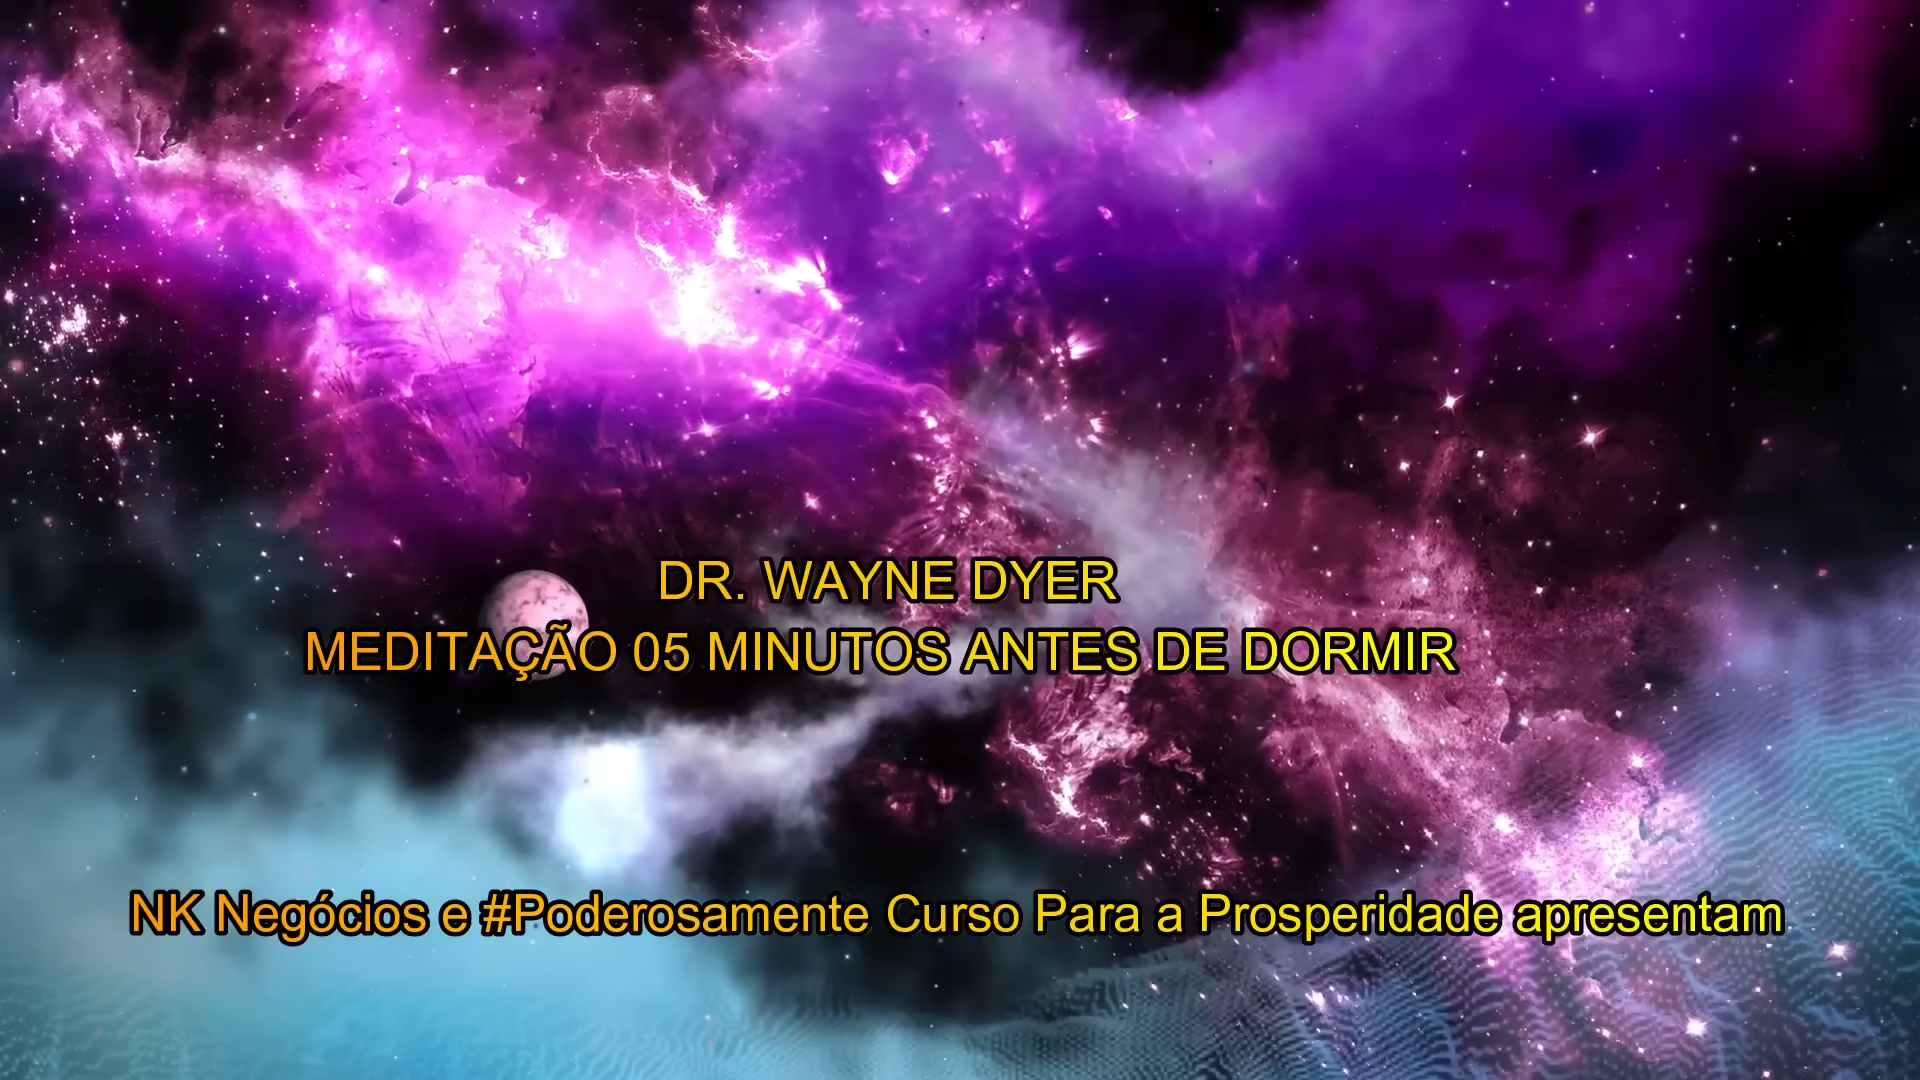 DR. WAYNE DYER
MEDITAÇÃO 05 MINUTOS ANTES DE DORMIR
NK Negócios e #Poderosamente Curso Para a Prosperidade apresentam